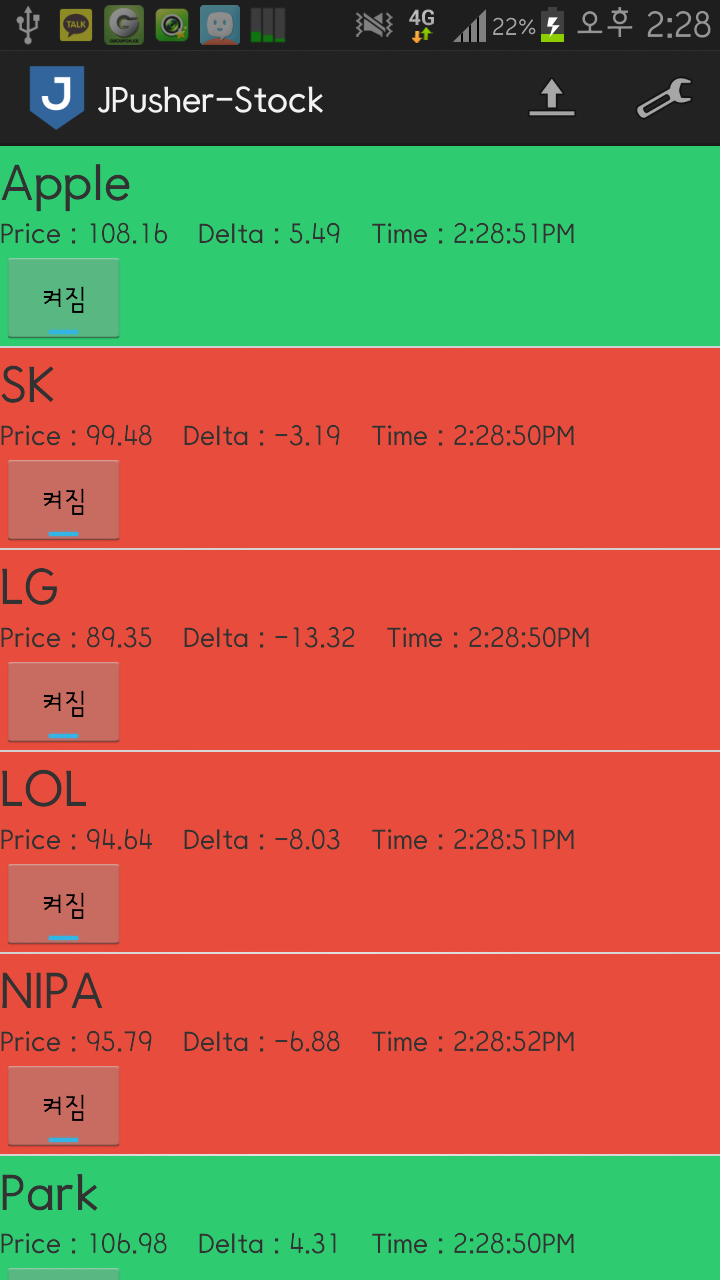 TALK
4G
22%
오후 2:28
J JPusher-Stock
Apple
Price : 108.16 Delta : 5.49 Time : 2:28:51PM
켜짐
SK
Price : 99.48 Delta : -3.19 Time : 2:28:50PM
켜짐
LG
Price : 89.35 Delta : -13.32 Time : 2:28:50PM
켜짐
LOL
Price : 94.64 Delta : -8.03 Time : 2:28:51PM
켜짐
NIPA
Price : 95.79 Delta : -6.88 Time : 2:28:52PM
켜짐
Park
Price : 106.98 Delta : 4.31 Time : 2:28:50PM